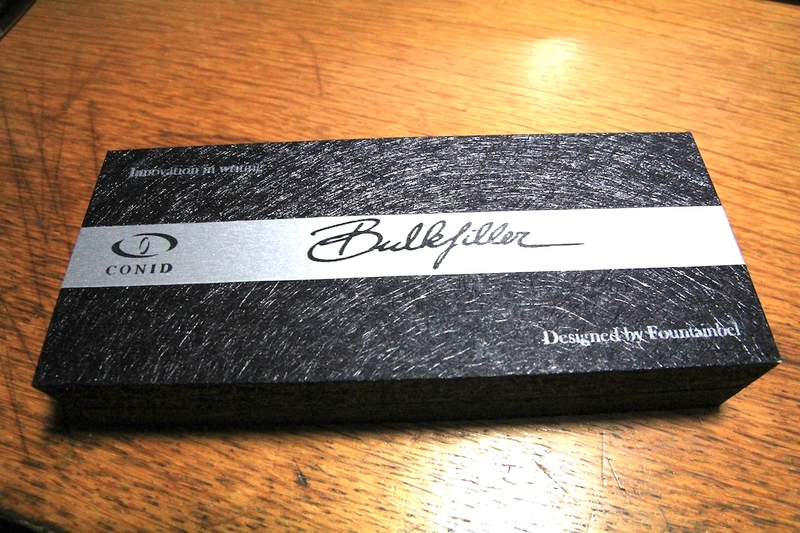 Innovation in writing
CONID
Bulkfiller
Designed by Fountainbel